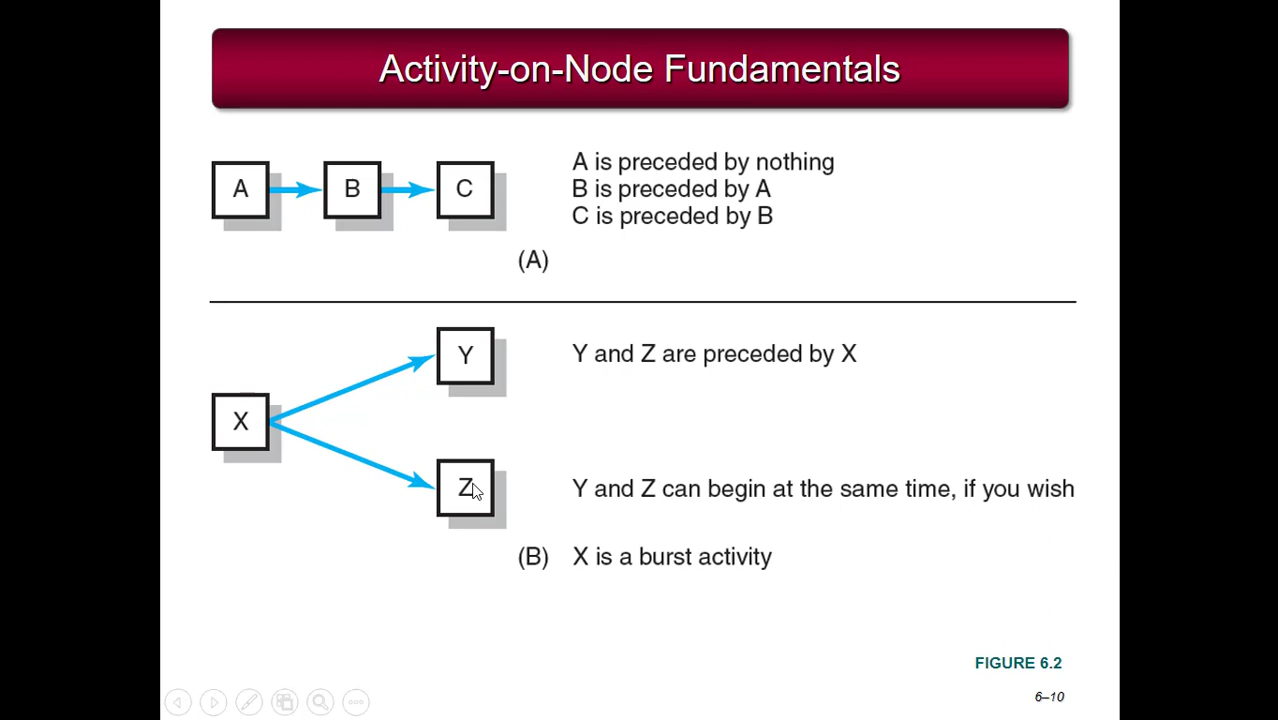 Activity-on-Node Fundamentals
A
B
C
A is preceded by nothing
B is preceded by A
C is preceded by B
(A)
X
Y
Z
Y and Z are preceded by X
Y and Z can begin at the same time, if you wish
(B) X is a burst activity
FIGURE 6.2
6–10